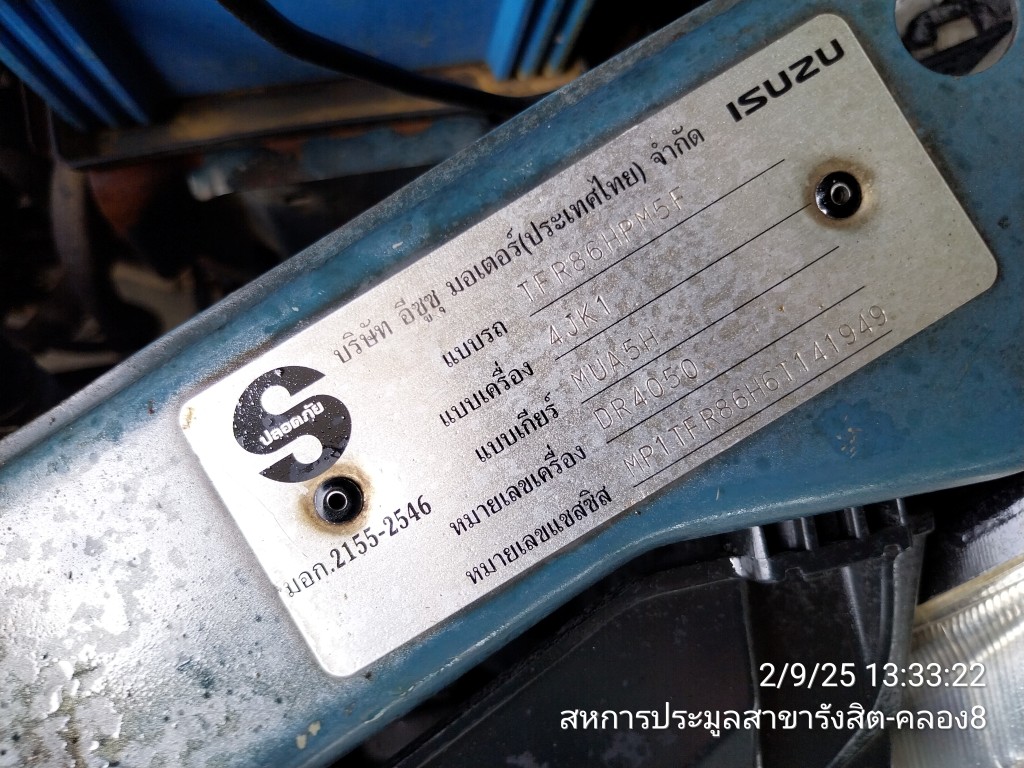 ISUZU
บริษัท อีซูซุ มอเตอร์(ประเทศไทย) จำกัด
แบบรถ TFR86HPM5F
แบบเครื่อง 4JK1
แบบเกียร์ MUA5H
หมายเลขเครื่อง DR4050
หมายเลขแชสซิส MP1TFR86H6T141949
S
ปลอดภัย
มอก.2155-2546
2/9/25 13:33:22
สหการประมูลสาขารังสิต-คลอง8